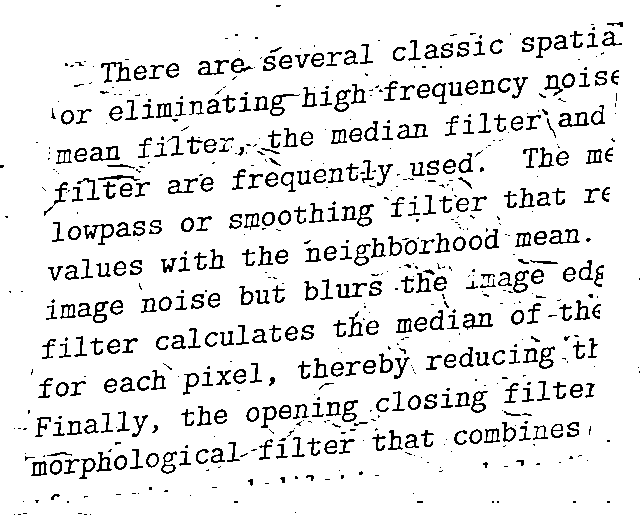 There are several classic spatia
or eliminating high frequency noise
mean filter, the median filter and
filter are frequently used. The me
lowpass or smoothing filter that re
values with the neighborhood mean.
image noise but blurs the image edg
filter calculates the median of the
for each pixel, thereby reducing th
Finally, the opening closing filter
morphological filter that combines